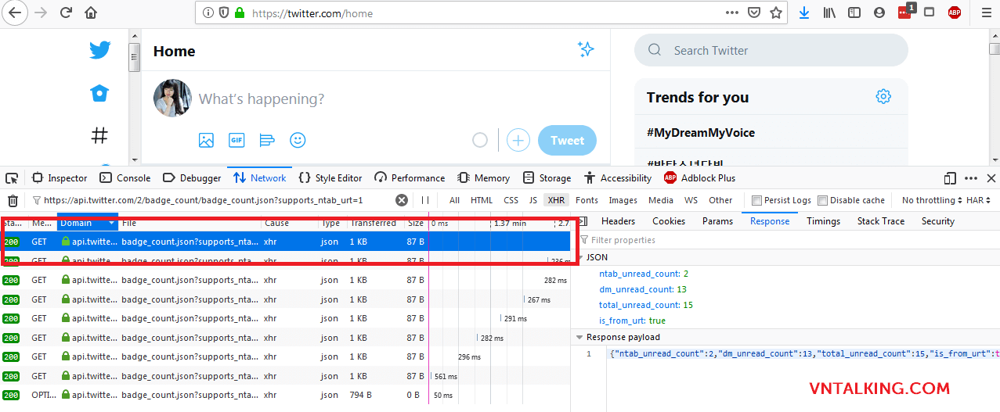 https://twitter.com/home
1
Home
Search Twitter
What's happening?
GIF
Tweet
Trends for you
#MyDreamMyVoice
Inspector Console Debugger Network Style Editor Performance Memory Storage Accessibility ABP Adblock Plus
https://api.twitter.com/2/badge_count/badge_count.json?supports_ntab_urt=1 All HTML CSS JS XHR Fonts Images Media WS Other Persist Logs Disable cache No throttling HAR
Sta... Me... Domain File Cause Type Transferred Size 0 ms 1.37 min 2.7
Headers Cookies Params Response Timings Stack Trace Security
200 GET api.twitte... badge_count.json?supports_nta... xhr json 1 KB 87 B
200 GET api.twitte... badge_count.json?supports_nta... xhr json 1 KB 87 B 236 m
200 GET api.twitte... badge_count.json?supports_nta... xhr json 1 KB 87 B 282 ms
200 GET api.twitte... badge_count.json?supports_nta... xhr json 1 KB 87 B 267 ms
200 GET api.twitte... badge_count.json?supports_nta... xhr json 1 KB 87 B 291 ms
200 GET api.twitte... badge_count.json?supports_nta... xhr json 1 KB 87 B 282 ms
200 GET api.twitte... badge_count.json?supports_nta... xhr json 1 KB 87 B 296 ms
200 GET api.twitte... badge_count.json?supports_nta... xhr json 1 KB 87 B 561 ms
200 OPTI... api.twitte... badge_count.json?supports_nta... xhr json 794 B 0 B 50 ms
Filter properties
JSON
ntab_unread_count: 2
dm_unread_count: 13
total_unread_count: 15
is_from_urt: true
Response payload
1 {"ntab_unread_count":2,"dm_unread_count":13,"total_unread_count":15,"is_from_urt":t
VNTALKING.COM